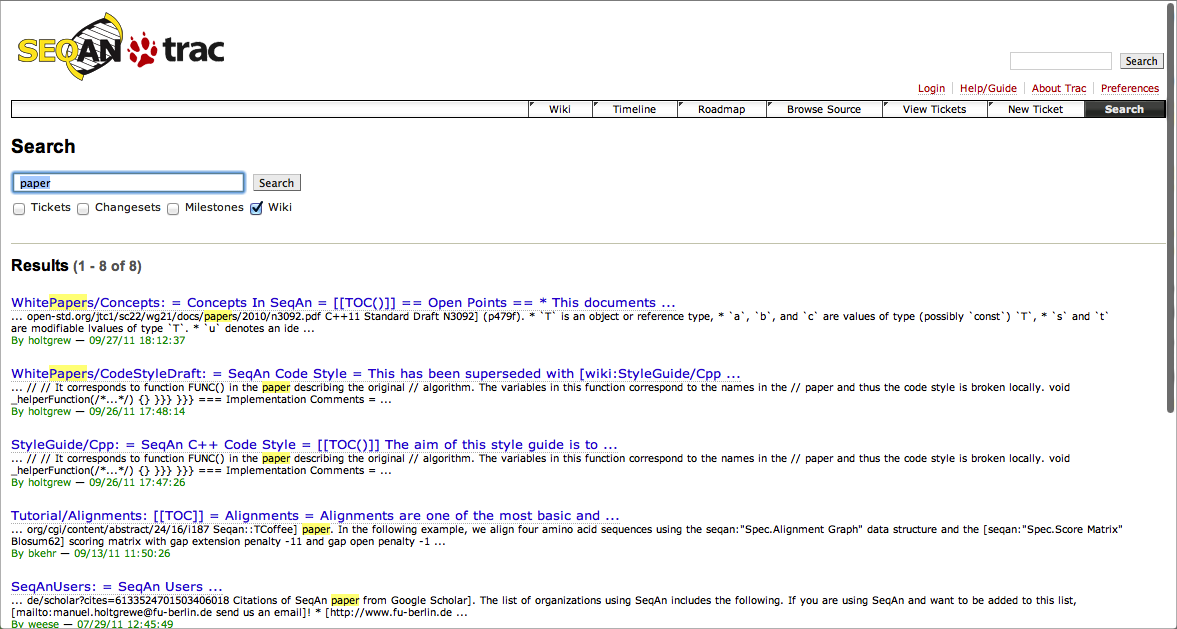 SEQAN trac
Search
Login Help/Guide About Trac Preferences
Wiki Timeline Roadmap Browse Source View Tickets New Ticket Search
Search
paper Search
Tickets Changesets Milestones Wiki
Results (1 - 8 of 8)
WhitePapers/Concepts: = Concepts In SeqAn = [[TOC()]] == Open Points == * This documents ...
... open-std.org/jtc1/sc22/wg21/docs/papers/2010/n3092.pdf C++11 Standard Draft N3092] (p479f). * `T` is an object or reference type, * `a`, `b`, and `c` are values of type (possibly `const`) `T`, * `s` and `t`
are modifiable lvalues of type `T`. * `u` denotes an ide ...
By holtgrew — 09/27/11 18:12:37
WhitePapers/CodeStyleDraft: = SeqAn Code Style = This has been superseded with [wiki:StyleGuide/Cpp ...
... // // It corresponds to function FUNC() in the paper describing the original // algorithm. The variables in this function correspond to the names in the // paper and thus the code style is broken locally. void
_helperFunction(/*...*/) {} }}} }}} === Implementation Comments = ...
By holtgrew — 09/26/11 17:48:14
StyleGuide/Cpp: = SeqAn C++ Code Style = [[TOC()]] The aim of this style guide is to ...
... // // It corresponds to function FUNC() in the paper describing the original // algorithm. The variables in this function correspond to the names in the // paper and thus the code style is broken locally. void
_helperFunction(/*...*/) {} }}} }}} === Implementation Comments = ...
By holtgrew — 09/26/11 17:47:26
Tutorial/Alignments: [[TOC]] = Alignments = Alignments are one of the most basic and ...
... org/cgi/content/abstract/24/16/i187 Seqan::TCoffee] paper. In the following example, we align four amino acid sequences using the seqan:"Spec.Alignment Graph" data structure and the [seqan:"Spec.Score Matrix"
Blosum62] scoring matrix with gap extension penalty -11 and gap open penalty -1 ...
By bkehr — 09/13/11 11:50:26
SeqAnUsers: = SeqAn Users ...
... de/scholar?cites=6133524701503406018 Citations of SeqAn paper from Google Scholar]. The list of organizations using SeqAn includes the following. If you are using SeqAn and want to be added to this list,
[mailto:manuel.holtgrewe@fu-berlin.de send us an email]! * [http://www.fu-berlin.de ...
By weese — 07/29/11 12:45:49